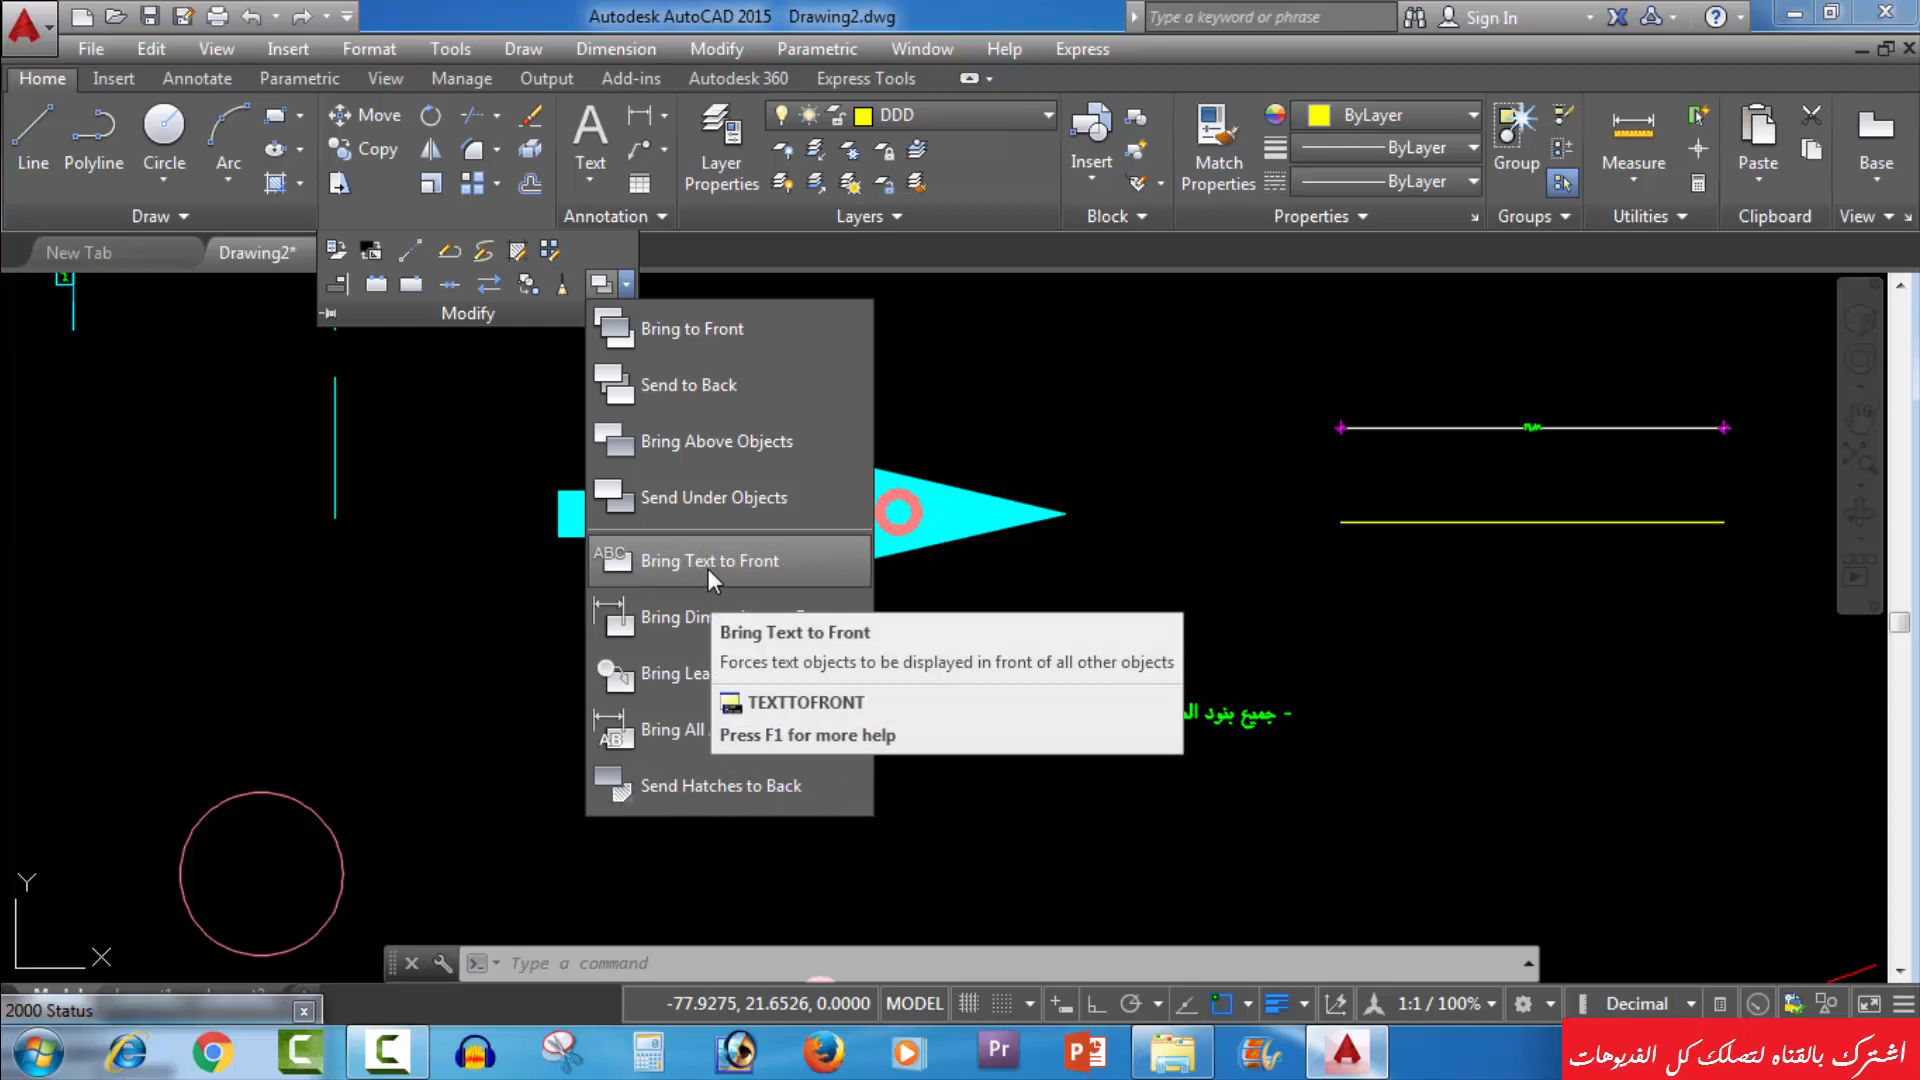 Autodesk AutoCAD 2015 Drawing2.dwg
Type a keyword or phrase
Sign In
File Edit View Insert Format Tools Draw Dimension Modify Parametric Window Help Express
Home Insert Annotate Parametric View Manage Output Add-ins Autodesk 360 Express Tools
Line Polyline Circle Arc
Move
Copy
Text
Layer Properties
DDD
Insert
Match Properties
ByLayer
ByLayer
ByLayer
Group
Measure
Paste
Base
Draw
Annotation
Layers
Block
Properties
Groups
Utilities
Clipboard
View
New Tab
Drawing2*
Modify
Bring to Front
Send to Back
Bring Above Objects
Send Under Objects
ABC Bring Text to Front
Bring Dim
Bring Lea
AB Bring All
Send Hatches to Back
Bring Text to Front
Forces text objects to be displayed in front of all other objects
TEXTTOFRONT
Press F1 for more help
- جميع بنود
Y
X
Type a command
2000 Status
-77.9275, 21.6526, 0.0000 MODEL
1:1 / 100%
Decimal
Pr
اشترك بالقناه لتصلك كل الفديوهات